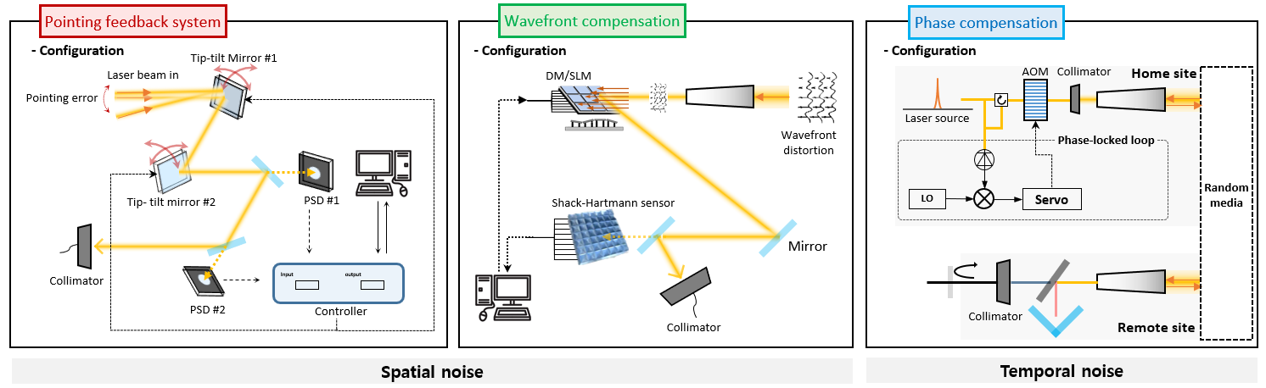 Pointing feedback system
- Configuration
Tip-tilt Mirror #1
Laser beam in
Pointing error
Tip- tilt mirror #2
PSD #1
Collimator
PSD #2
input
output
Controller
Wavefront compensation
- Configuration
DM/SLM
Wavefront
distortion
Shack-Hartmann sensor
Mirror
Collimator
Spatial noise
Phase compensation
- Configuration
AOM
Collimator
Home site
Laser source
Phase-locked loop
LO
Servo
Random
media
Collimator
Remote site
Temporal noise